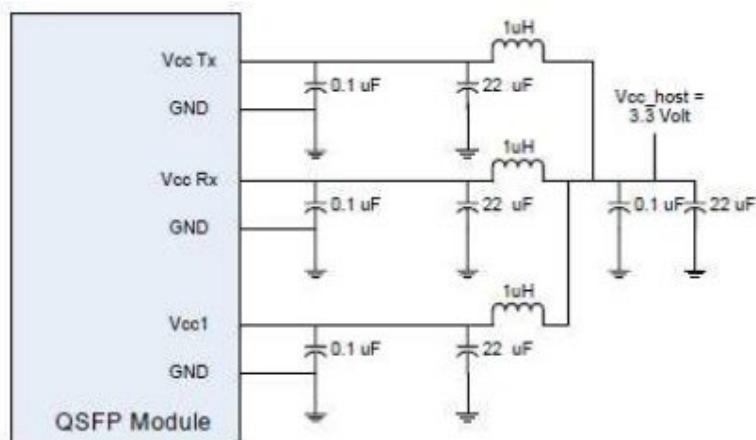 1uH
Vcc Tx
0.1 uF
22 uF
GND
Vcc_host =
3.3 Volt
1uH
Vcc Rx
0.1 uF
22 uF
0.1 uF
22 uF
GND
1uH
Vcc1
0.1 uF
22 uF
GND
QSFP Module